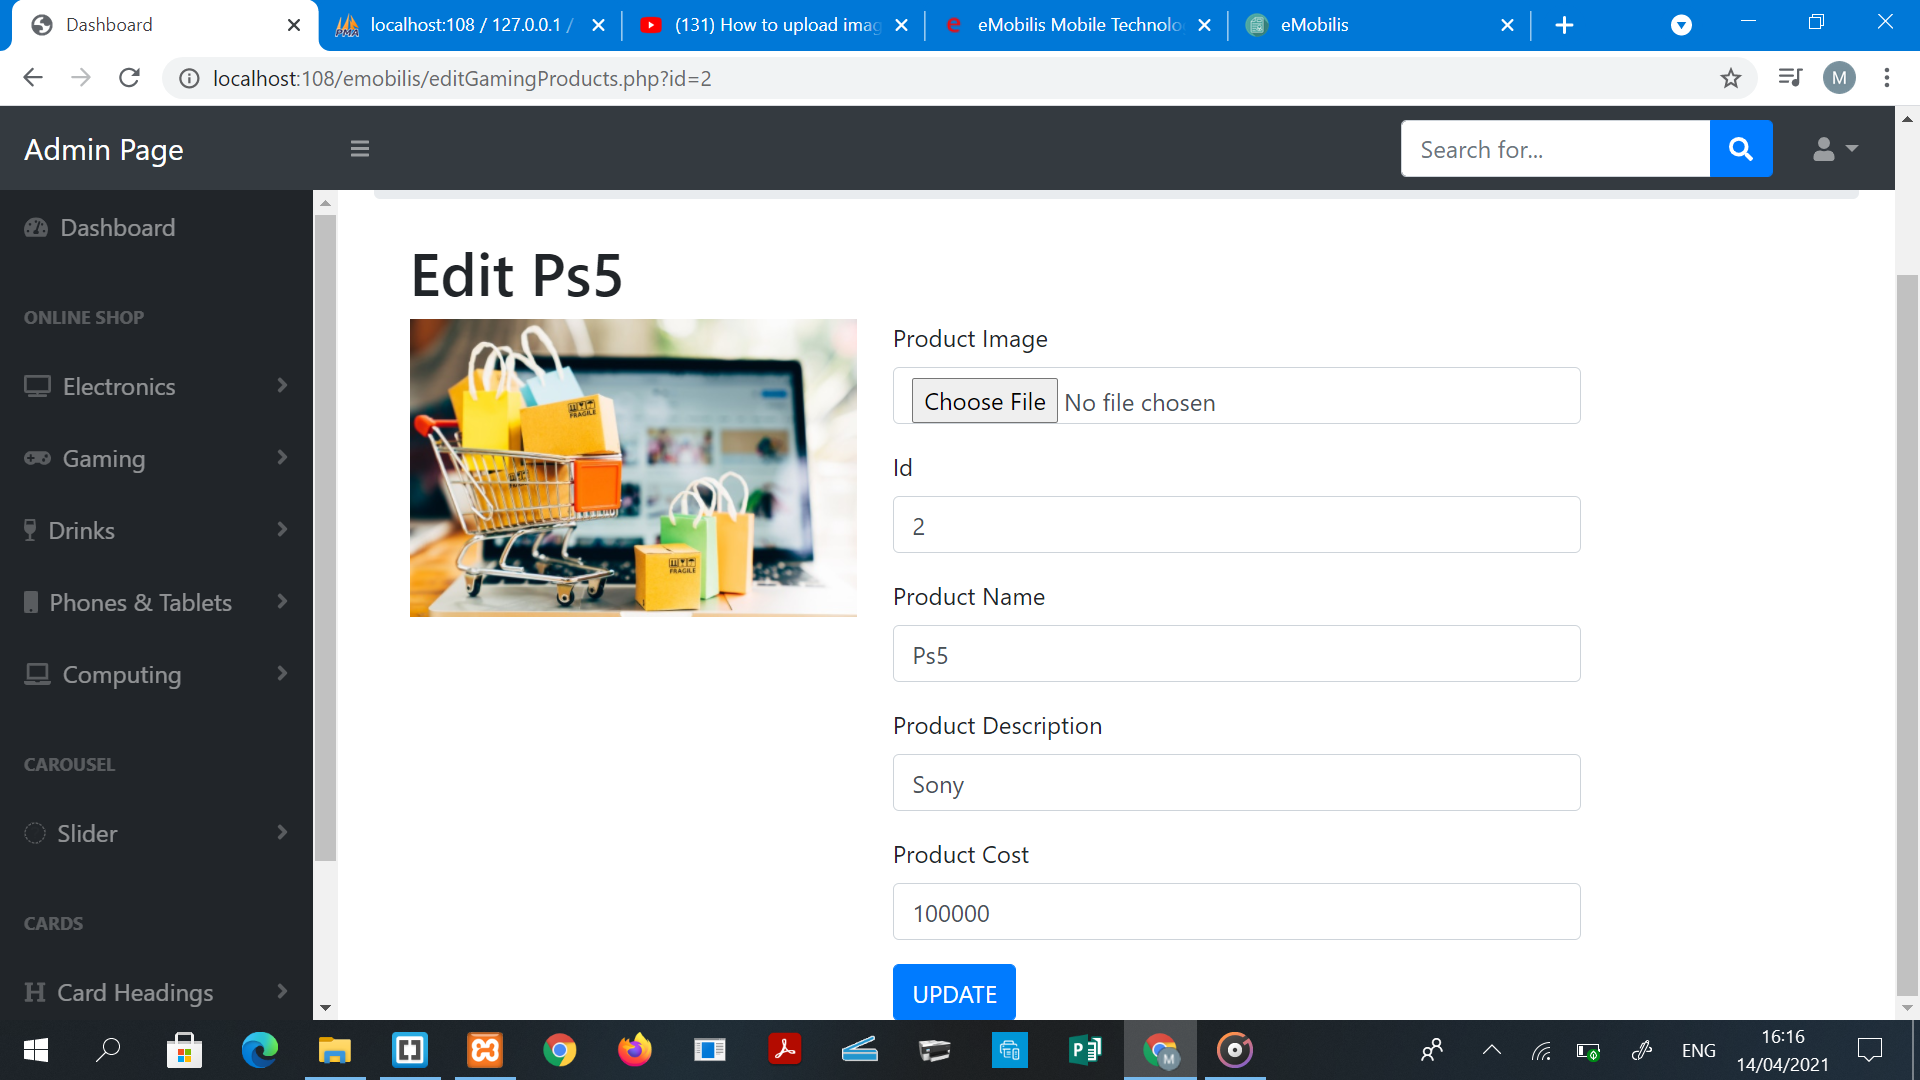 Dashboard
localhost:108 / 127.0.0.1 /
(131) How to upload imag
eMobilis Mobile Technolo
eMobilis
localhost:108/emobilis/editGamingProducts.php?id=2
M
Admin Page
Search for...
Dashboard
ONLINE SHOP
Electronics
Gaming
Drinks
Phones & Tablets
Computing
CAROUSEL
Slider
CARDS
Card Headings
Edit Ps5
FRAGILE
FRAGILE
Product Image
Choose File No file chosen
Id
2
Product Name
Ps5
Product Description
Sony
Product Cost
100000
UPDATE
ENG
16:16
14/04/2021